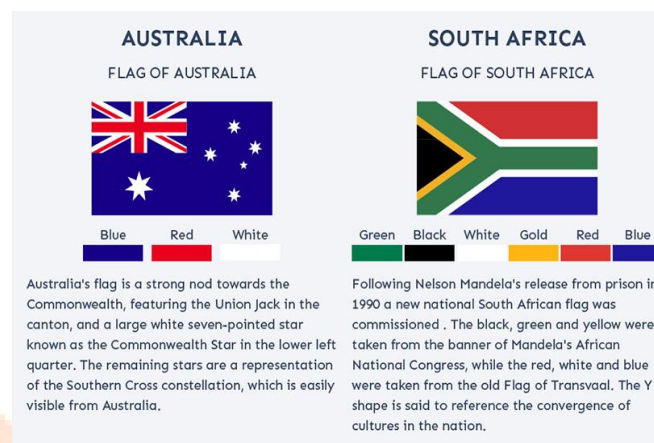 AUSTRALIA
FLAG OF AUSTRALIA
Blue Red White
Australia's flag is a strong nod towards the
Commonwealth, featuring the Union Jack in the
canton, and a large white seven-pointed star
known as the Commonwealth Star in the lower left
quarter. The remaining stars are a representation
of the Southern Cross constellation, which is easily
visible from Australia.
SOUTH AFRICA
FLAG OF SOUTH AFRICA
Green Black White Gold Red Blue
Following Nelson Mandela's release from prison in
1990 a new national South African flag was
commissioned . The black, green and yellow were
taken from the banner of Mandela's African
National Congress, while the red, white and blue
were taken from the old Flag of Transvaal. The Y
shape is said to reference the convergence of
cultures in the nation.